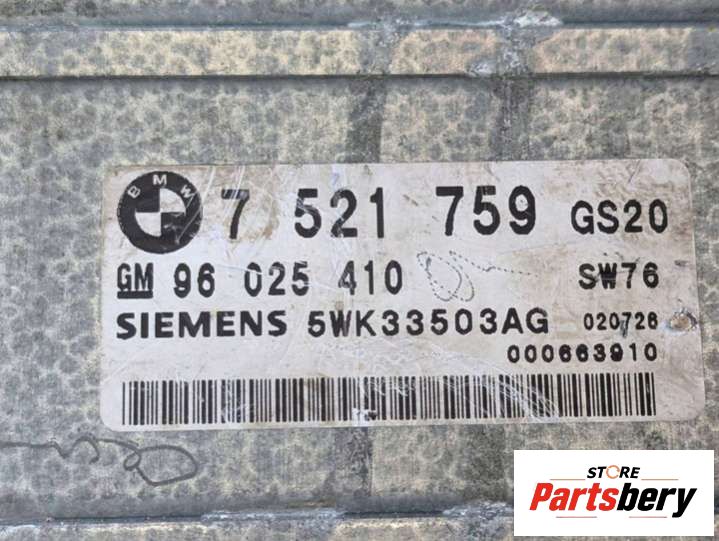 BMW 7 521 759 GS20
GM 96 025 410 SW76
SIEMENS 5WK33503AG 020726
000663910
STORE
Partsbery